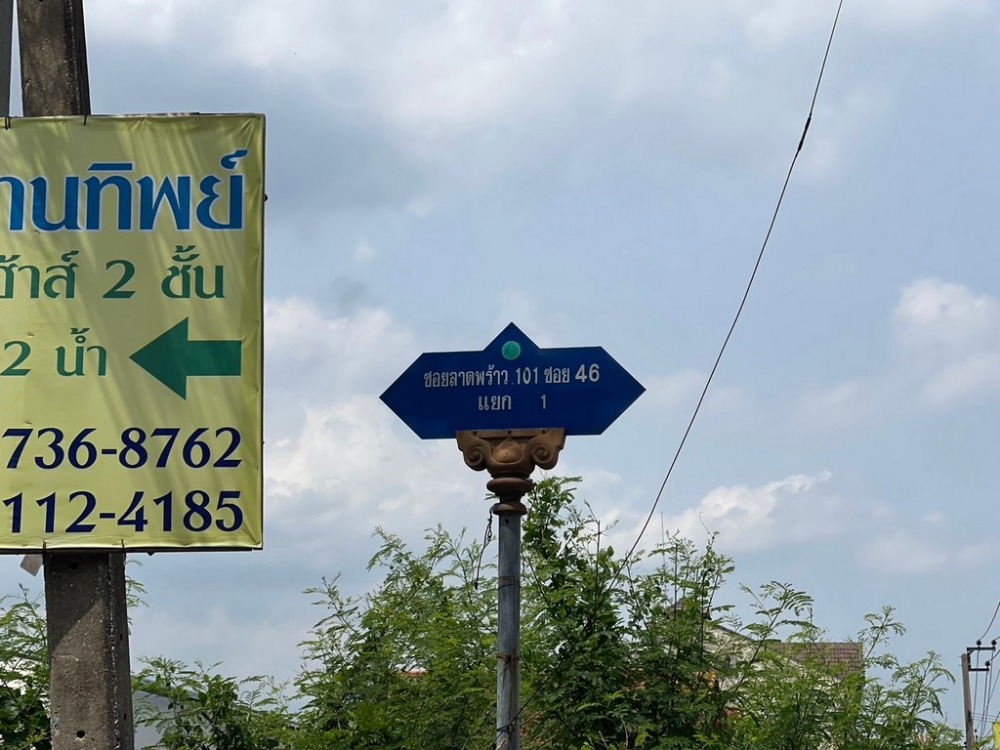 านทิพย์
ฮ้าส์ 2 ชั้น
2 น้ำ
736-8762
112-4185
ซอยลาดพร้าว 101 ซอย 46
แยก 1